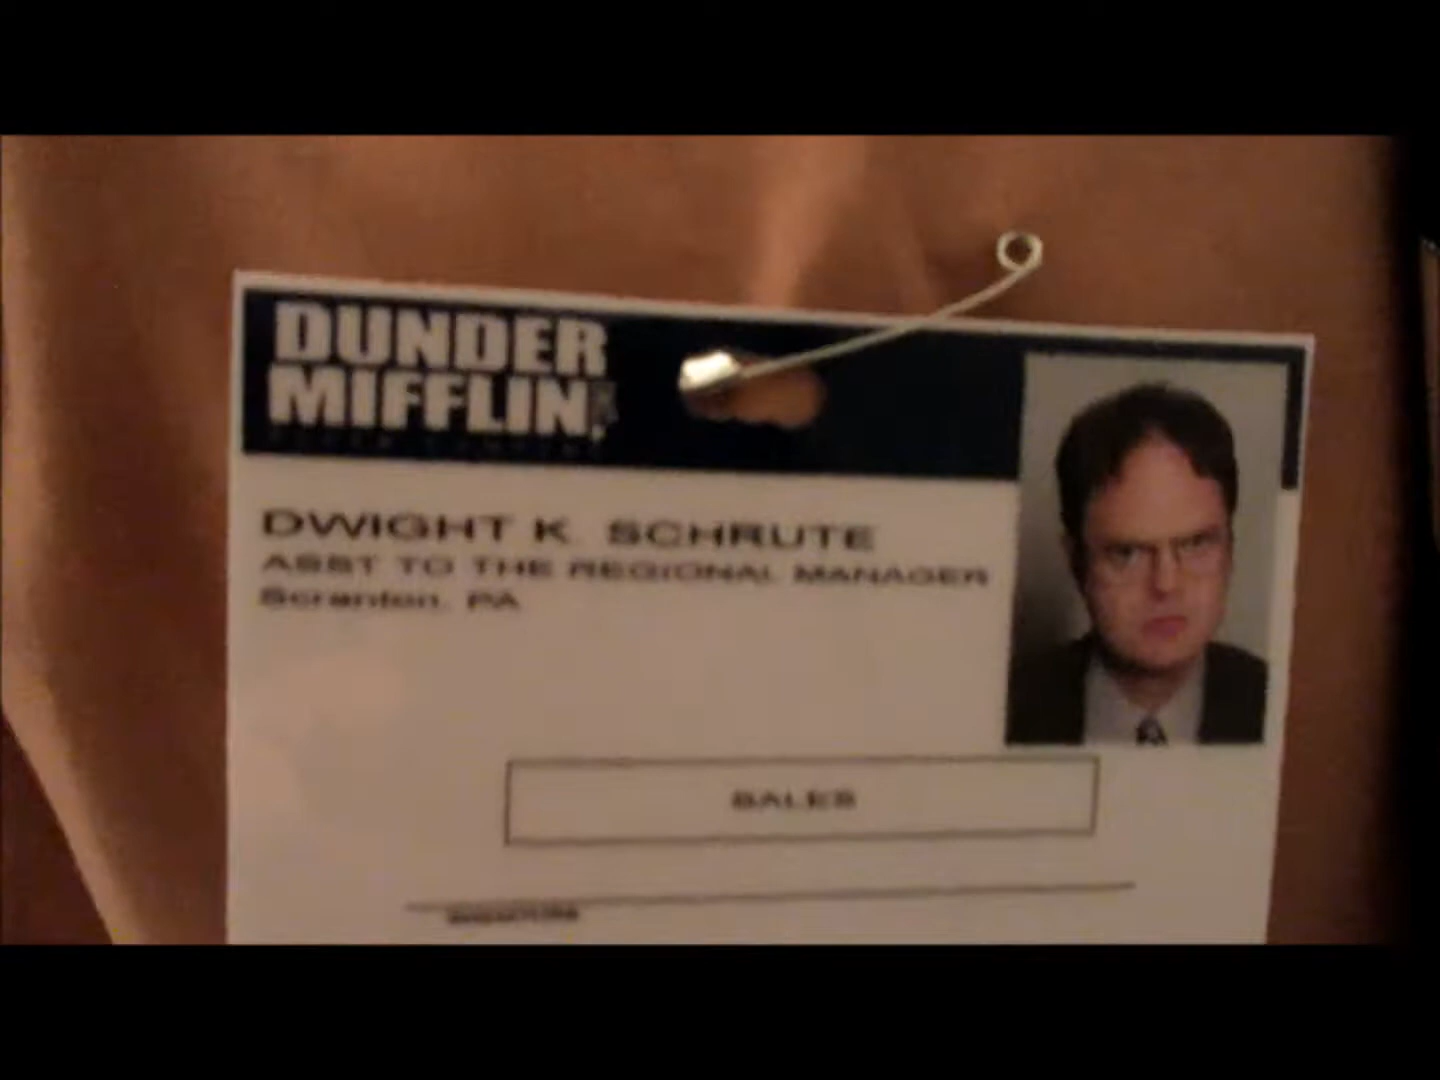 DUNDER
MIFFLIN
DWIGHT K. SCHRUTE
ASST TO THE REGIONAL MANAGER
Scranton, PA
SALES